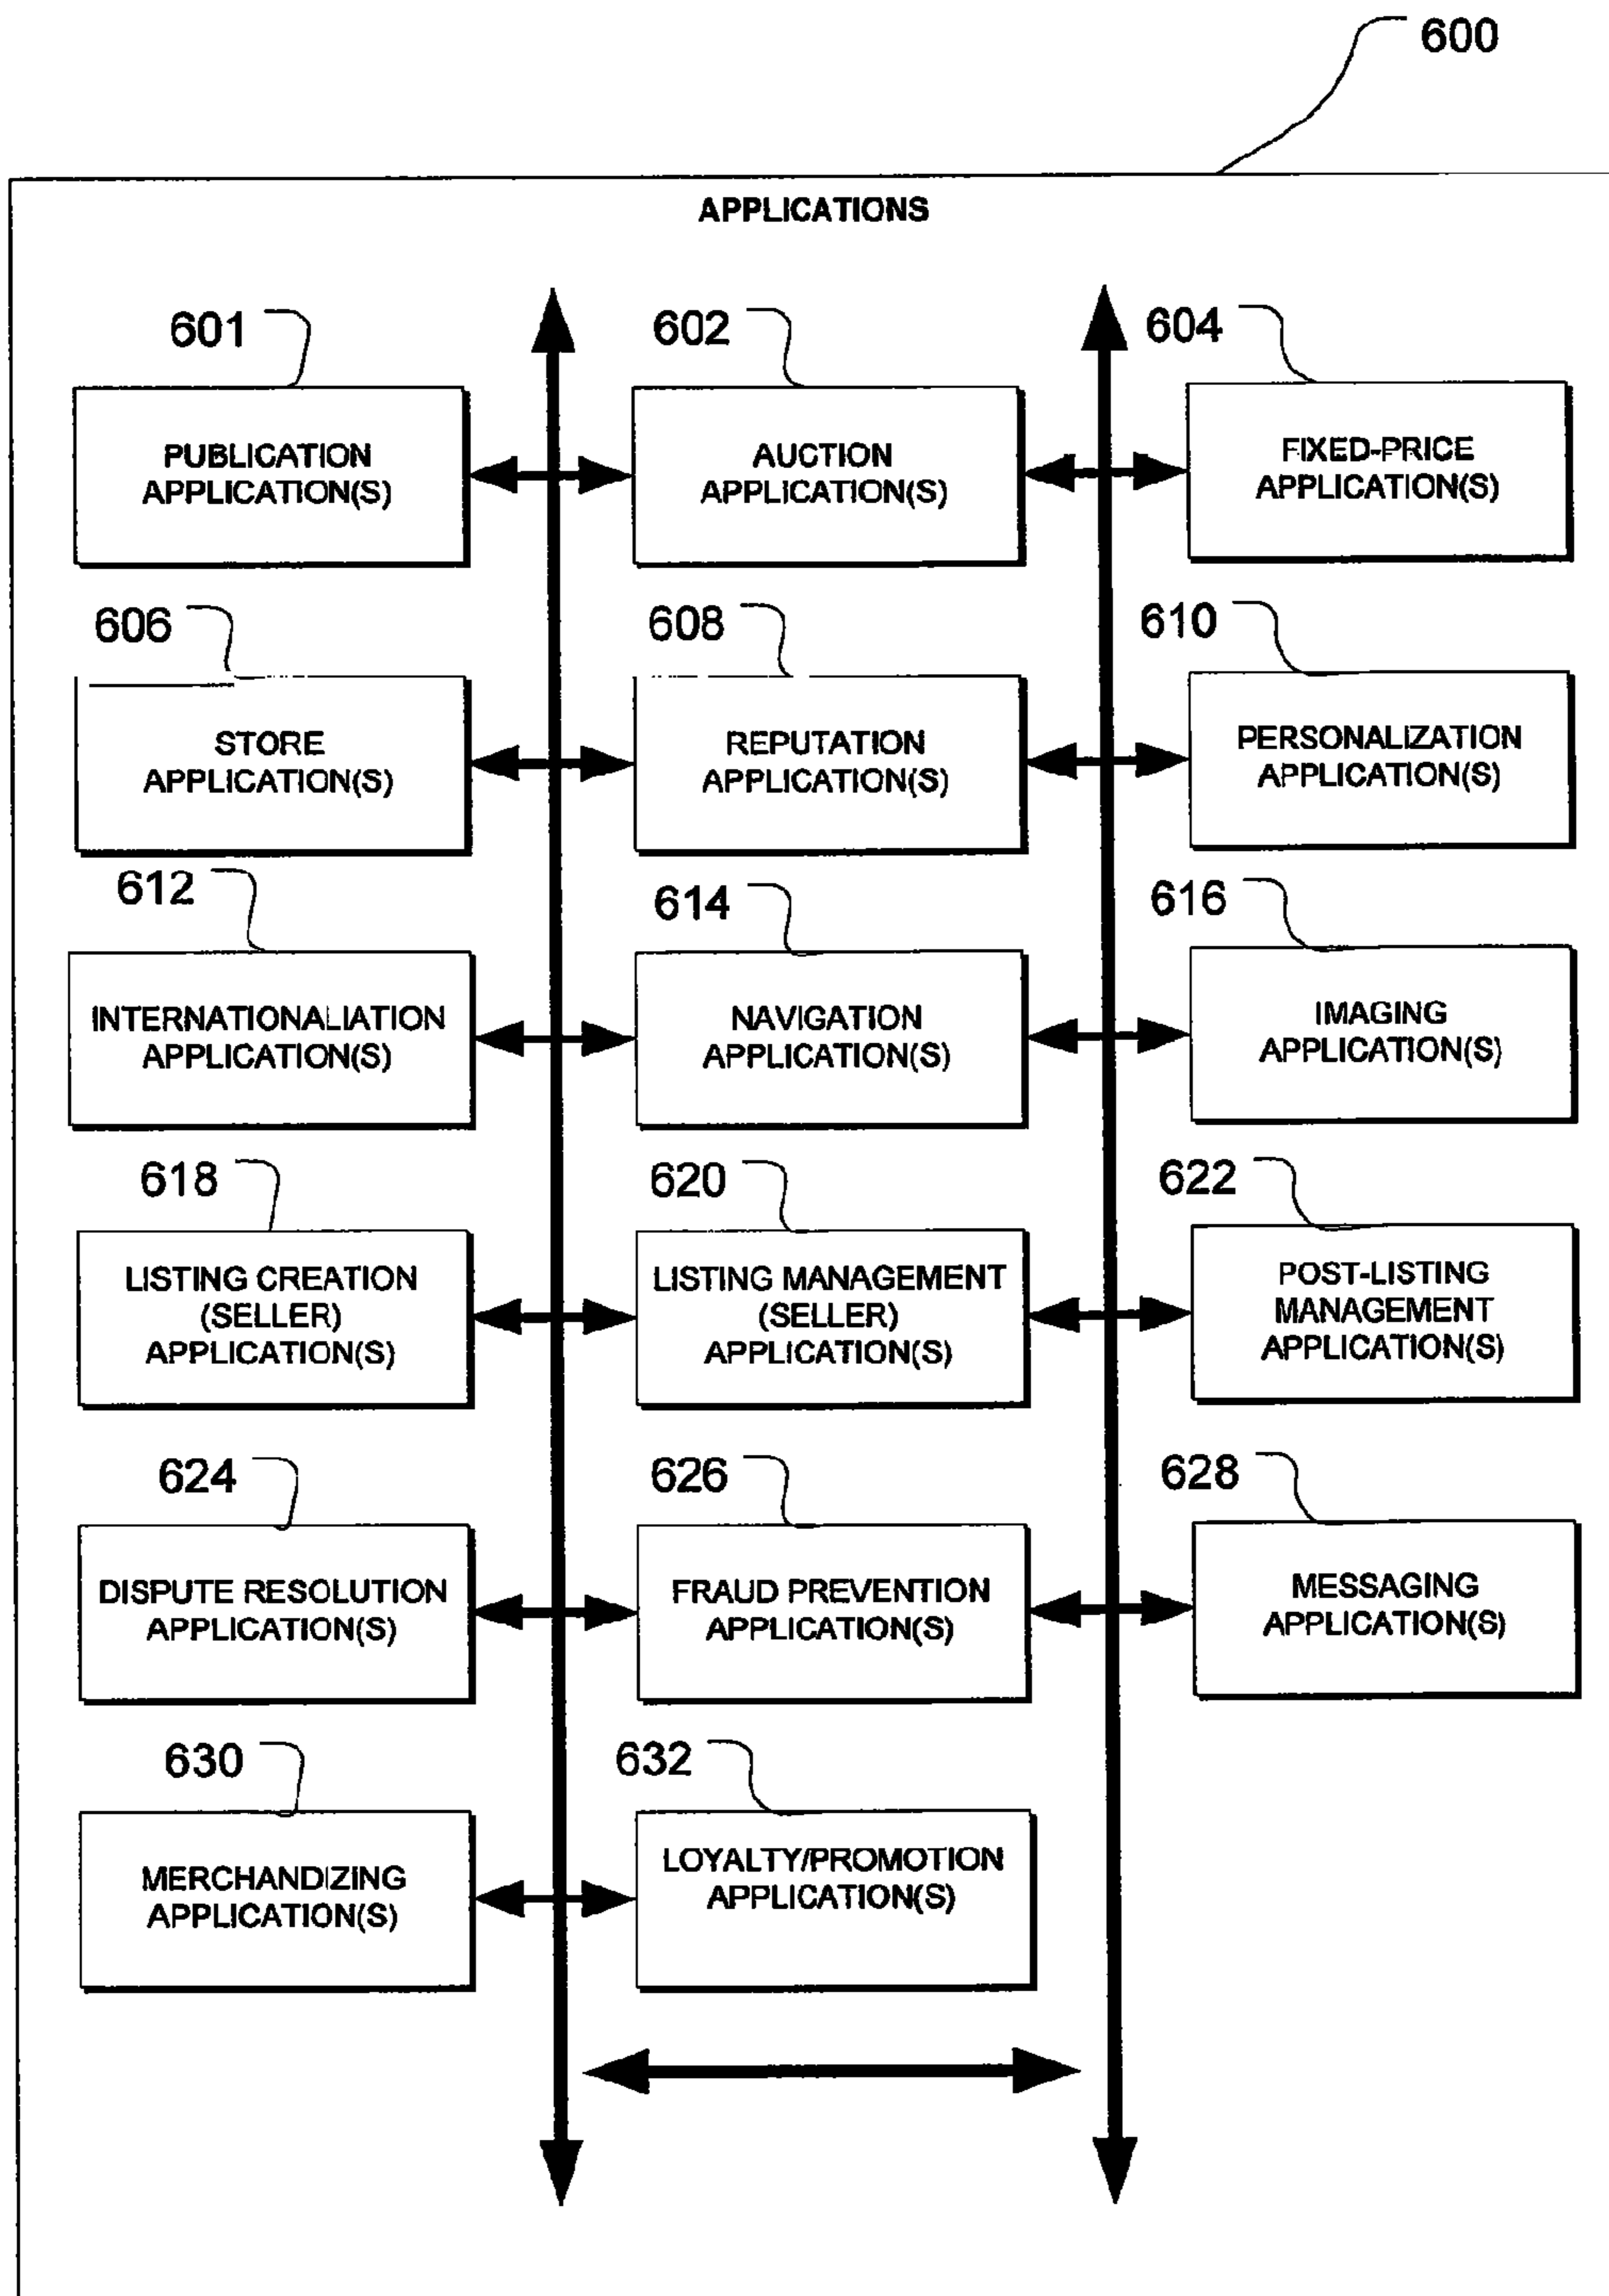 600
APPLICATIONS
601
602
604
PUBLICATION
APPLICATION(S)
AUCTION
APPLICATION(S)
FIXED-PRICE
APPLICATION(S)
606
608
610
STORE
APPLICATION(S)
REPUTATION
APPLICATION(S)
PERSONALIZATION
APPLICATION(S)
612
614
616
INTERNATIONALIATION
APPLICATION(S)
NAVIGATION
APPLICATION(S)
IMAGING
APPLICATION(S)
618
620
622
LISTING CREATION
(SELLER)
APPLICATION(S)
LISTING MANAGEMENT
(SELLER)
APPLICATION(S)
POST-LISTING
MANAGEMENT
APPLICATION(S)
624
626
628
DISPUTE RESOLUTION
APPLICATION(S)
FRAUD PREVENTION
APPLICATION(S)
MESSAGING
APPLICATION(S)
630
632
MERCHANDIZING
APPLICATION(S)
LOYALTY/PROMOTION
APPLICATION(S)